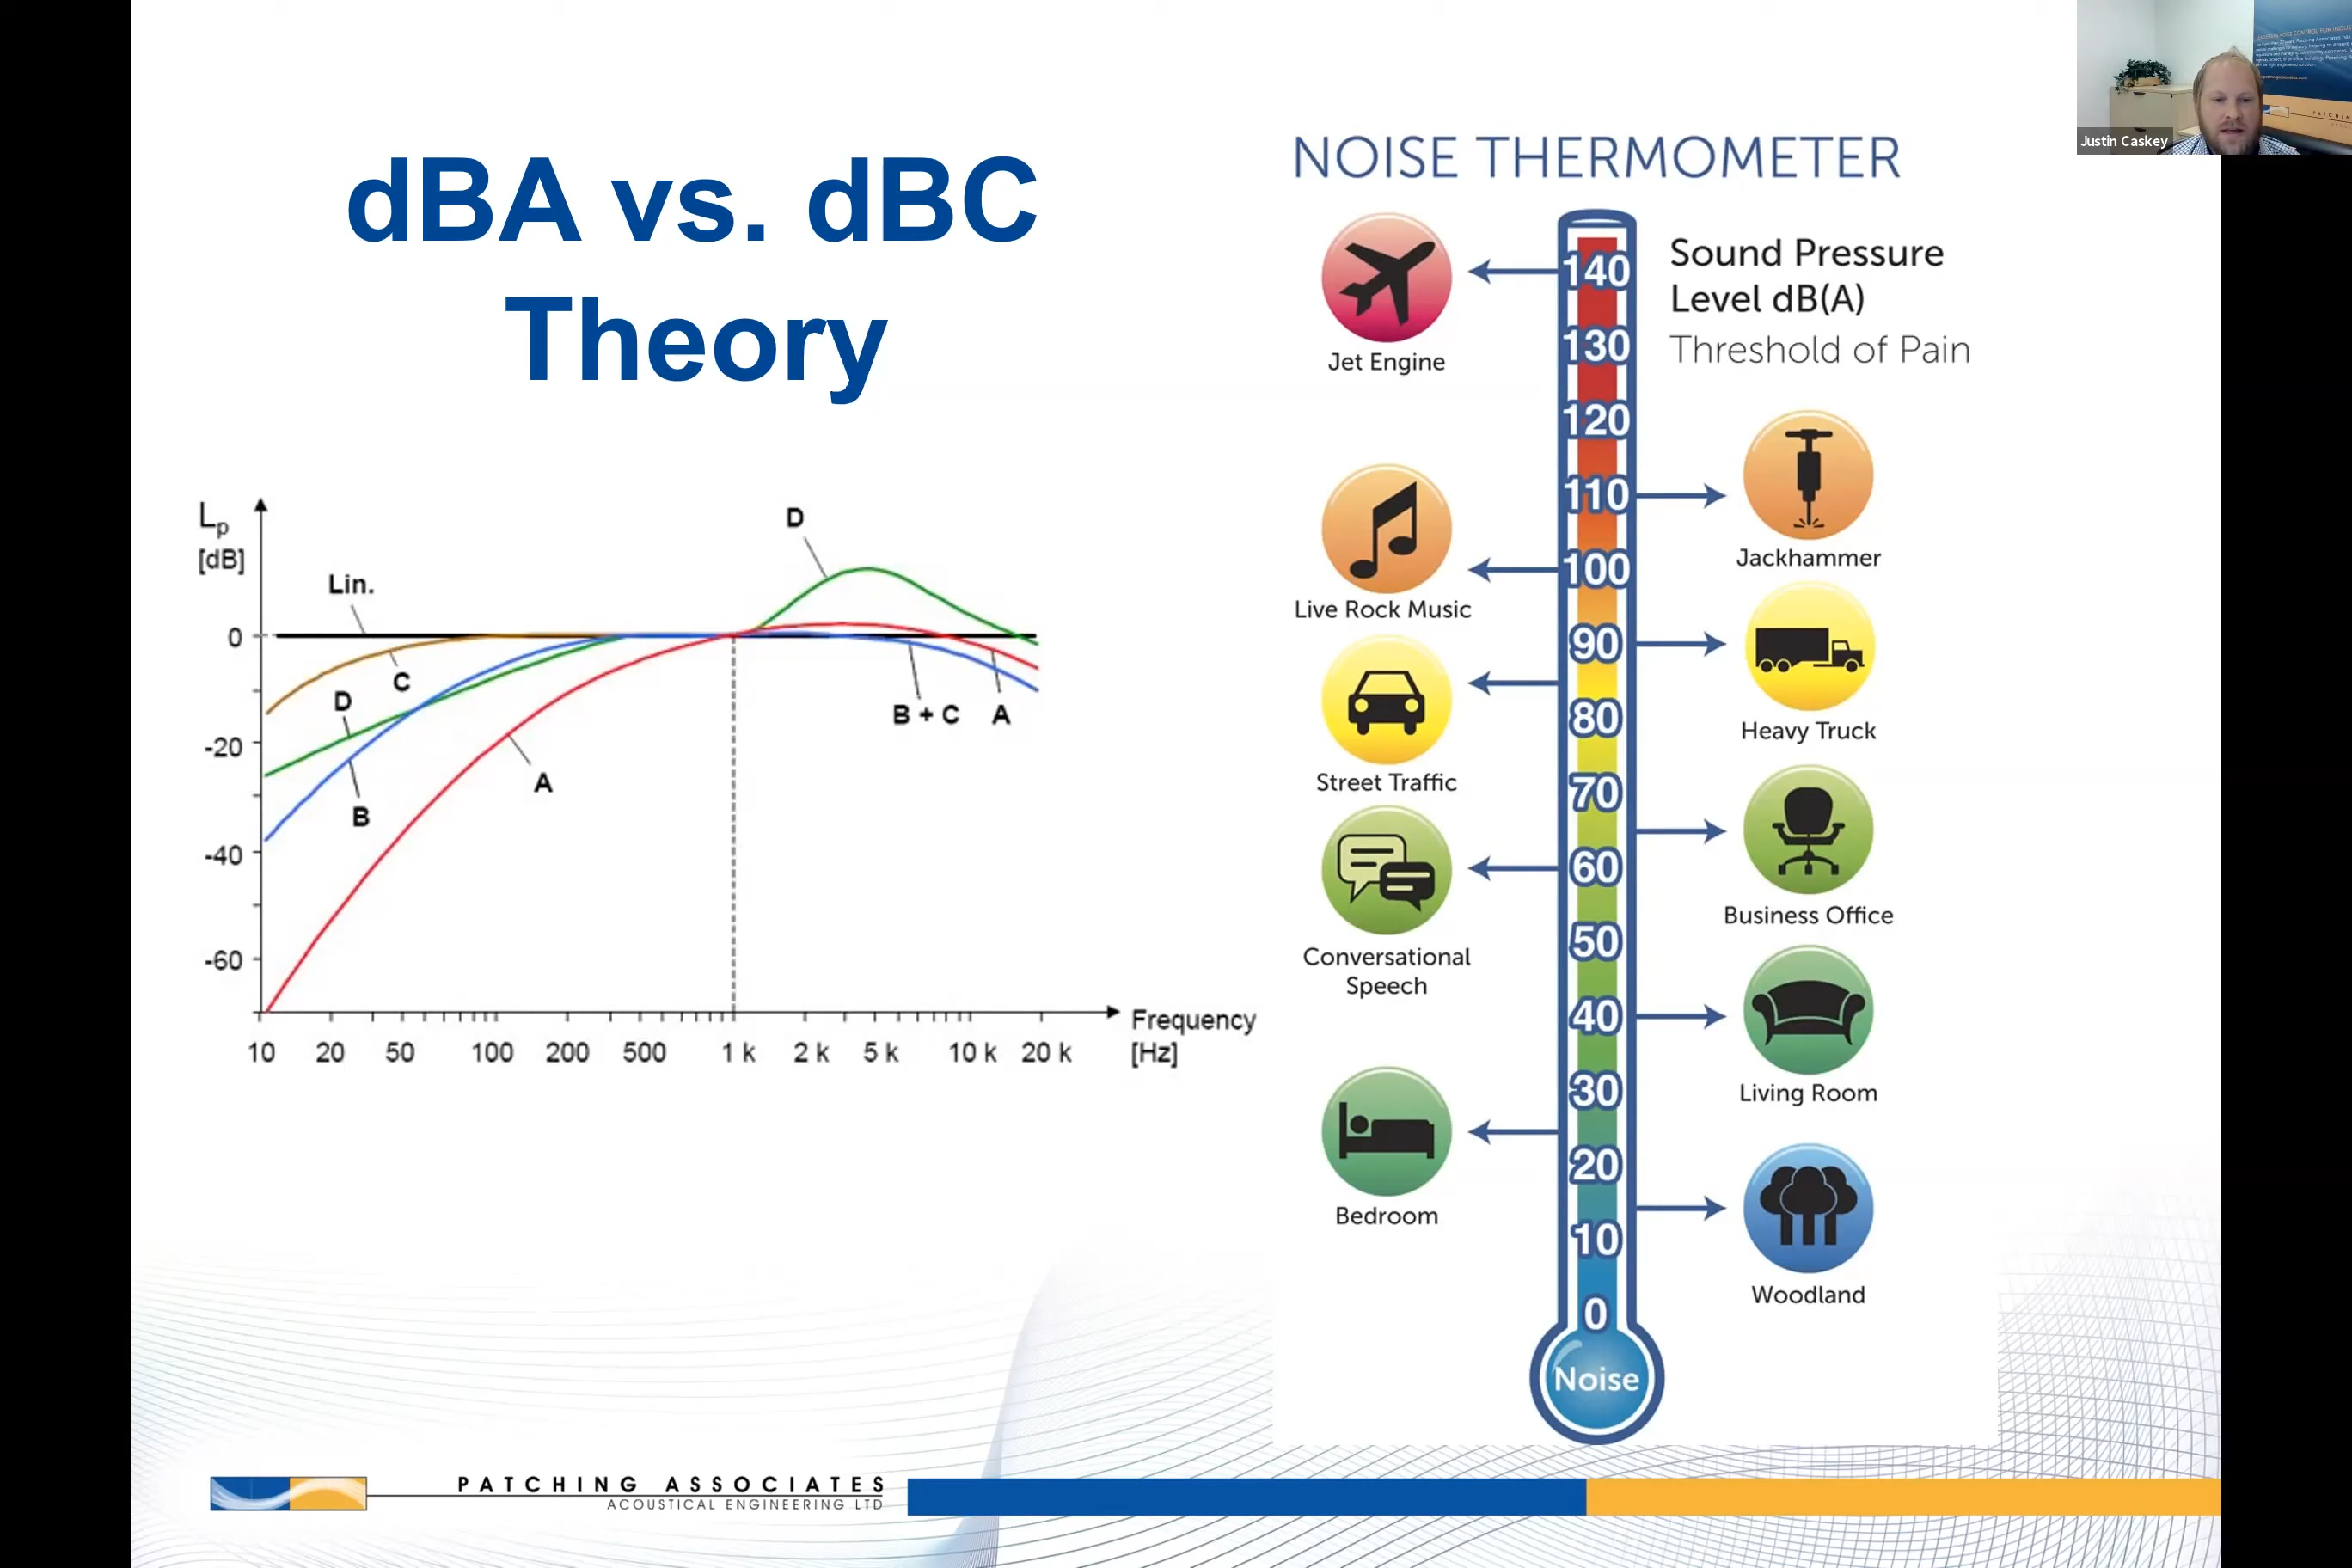 dBA vs. dBC
Theory
Lp
[dB]
Lin.
D
0
C
D
B + C
A
-20
A
B
-40
-60
10
20
50
100
200
500
1 k
2 k
5 k
10 k
20 k
Frequency
[Hz]
NOISE THERMOMETER
Sound Pressure
Level dB(A)
Threshold of Pain
140
130
120
110
100
90
80
70
60
50
40
30
20
10
0
Noise
Jet Engine
Jackhammer
Live Rock Music
Heavy Truck
Street Traffic
Business Office
Conversational
Speech
Living Room
Bedroom
Woodland
PATCHING ASSOCIATES
ACOUSTICAL ENGINEERING LTD
Justin Caskey